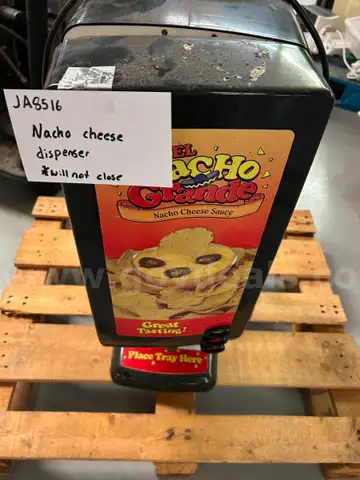 JA8516
Nacho cheese
dispenser
*will not close
EL
Nacho
Grande
Nacho Cheese Sauce
Great
Tasting!
Place Tray Here